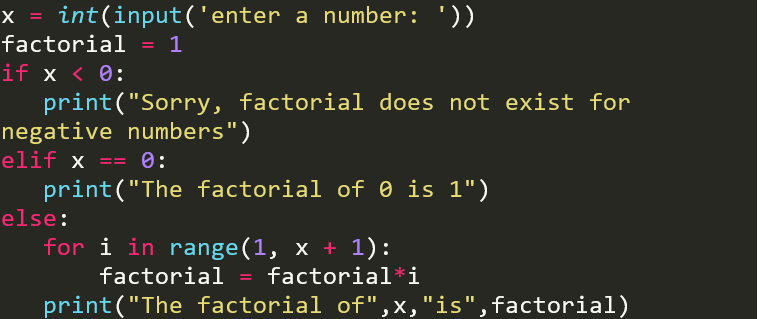 x = int(input('enter a number: '))
factorial = 1
if x < 0:
   print("Sorry, factorial does not exist for
negative numbers")
elif x == 0:
   print("The factorial of 0 is 1")
else:
   for i in range(1, x + 1):
       factorial = factorial*i
   print("The factorial of",x,"is",factorial)